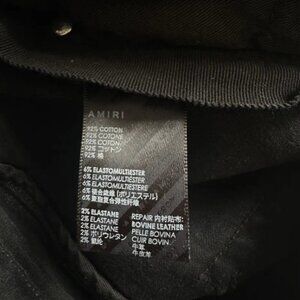 AMIRI
92% COTTON
92% COTONE
92% COTON
92% コットン
92% 棉
6% ELASTOMULTIESTER
6% ELASTOMULTIESTERE
6% 複合繊維 (ポリエステル)
6% 聚酯复合弹性纤维
2% ELASTANE
2% ELASTANE
2% ELASTANE
2% ポリウレタン
2% 氨纶
REPAIR 内衬贴布:
BOVINE LEATHER
PELLE BOVINA
CUIR BOVIN
牛革
牛皮革